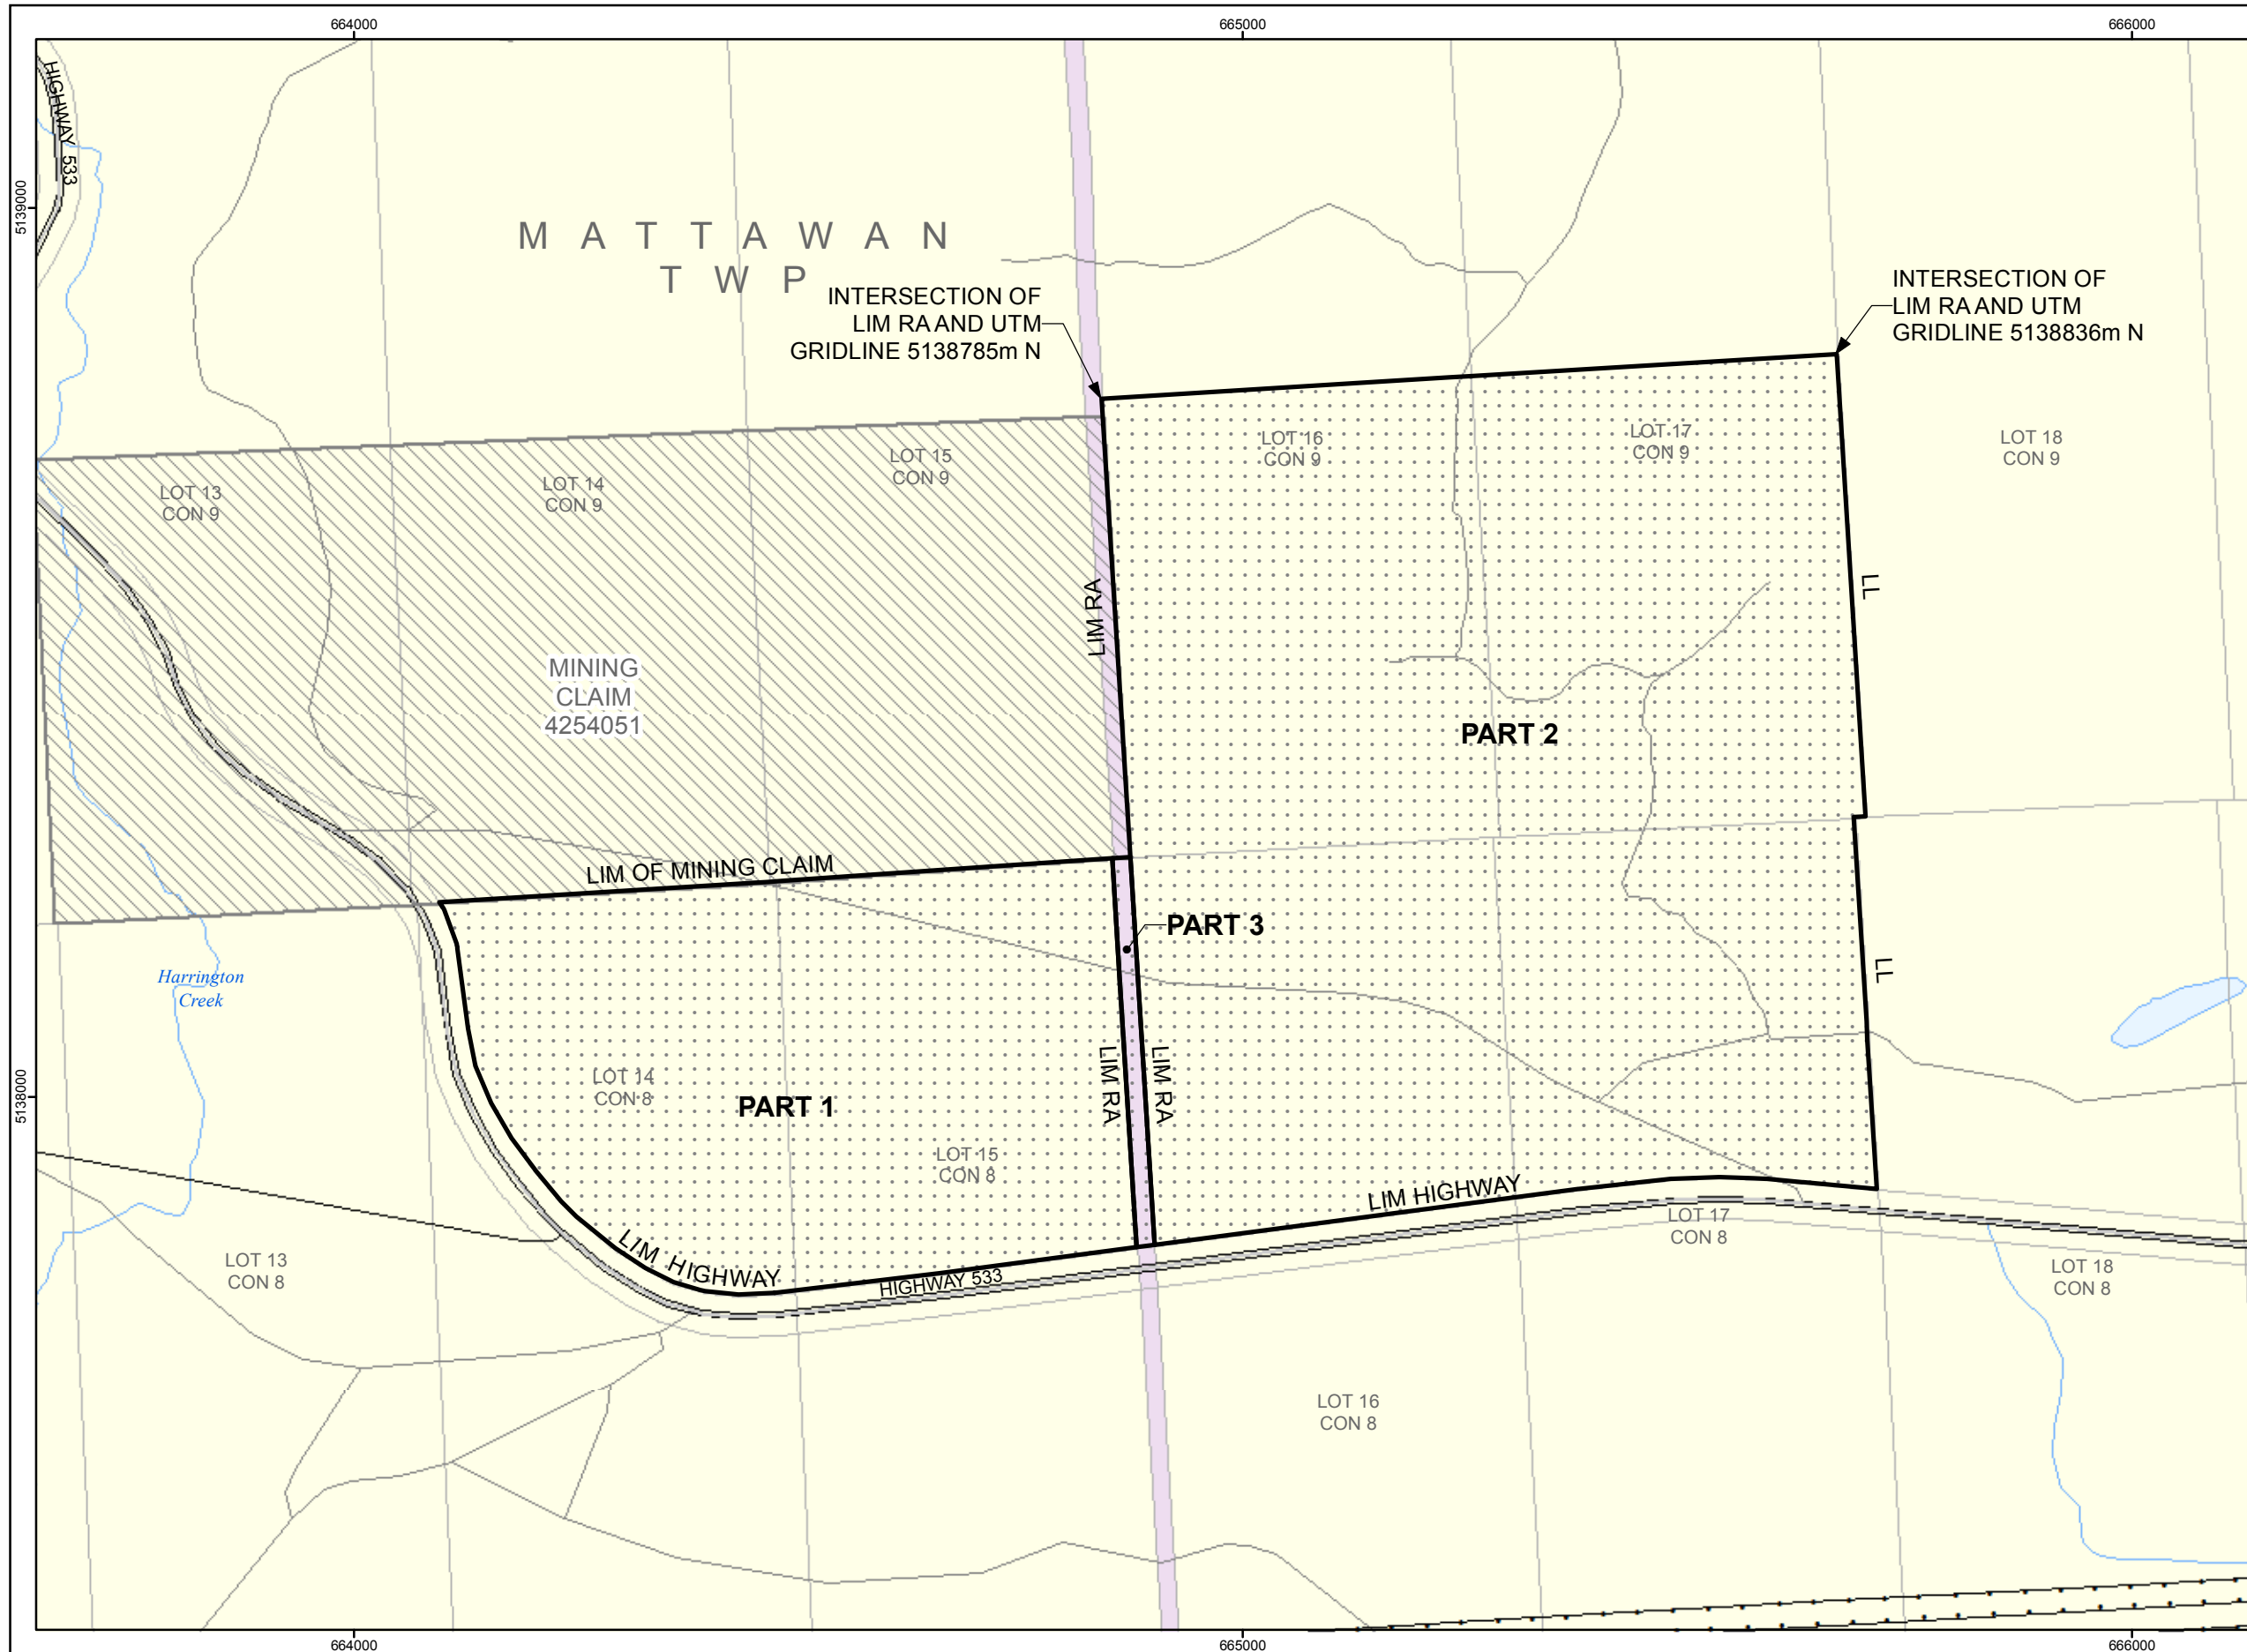 664000
665000
666000
HIGHWAY 533
5139000
M A T T A W A N
T W P
INTERSECTION OF
LIM RA AND UTM
GRIDLINE 5138785m N
INTERSECTION OF
LIM RA AND UTM
GRIDLINE 5138836m N
LOT 13
CON 9
LOT 14
CON 9
LOT 15
CON 9
LOT 16
CON 9
LOT 17
CON 9
LOT 18
CON 9
LIM RA
LL
MINING
CLAIM
4254051
PART 2
LIM OF MINING CLAIM
PART 3
Harrington
Creek
LL
5138000
LOT 14
CON 8
PART 1
LIM RA
LIM RA
LOT 15
CON 8
LIM HIGHWAY
LOT 17
CON 8
LOT 13
CON 8
LIM HIGHWAY
HIGHWAY 533
LOT 18
CON 8
LOT 16
CON 8
664000
665000
666000